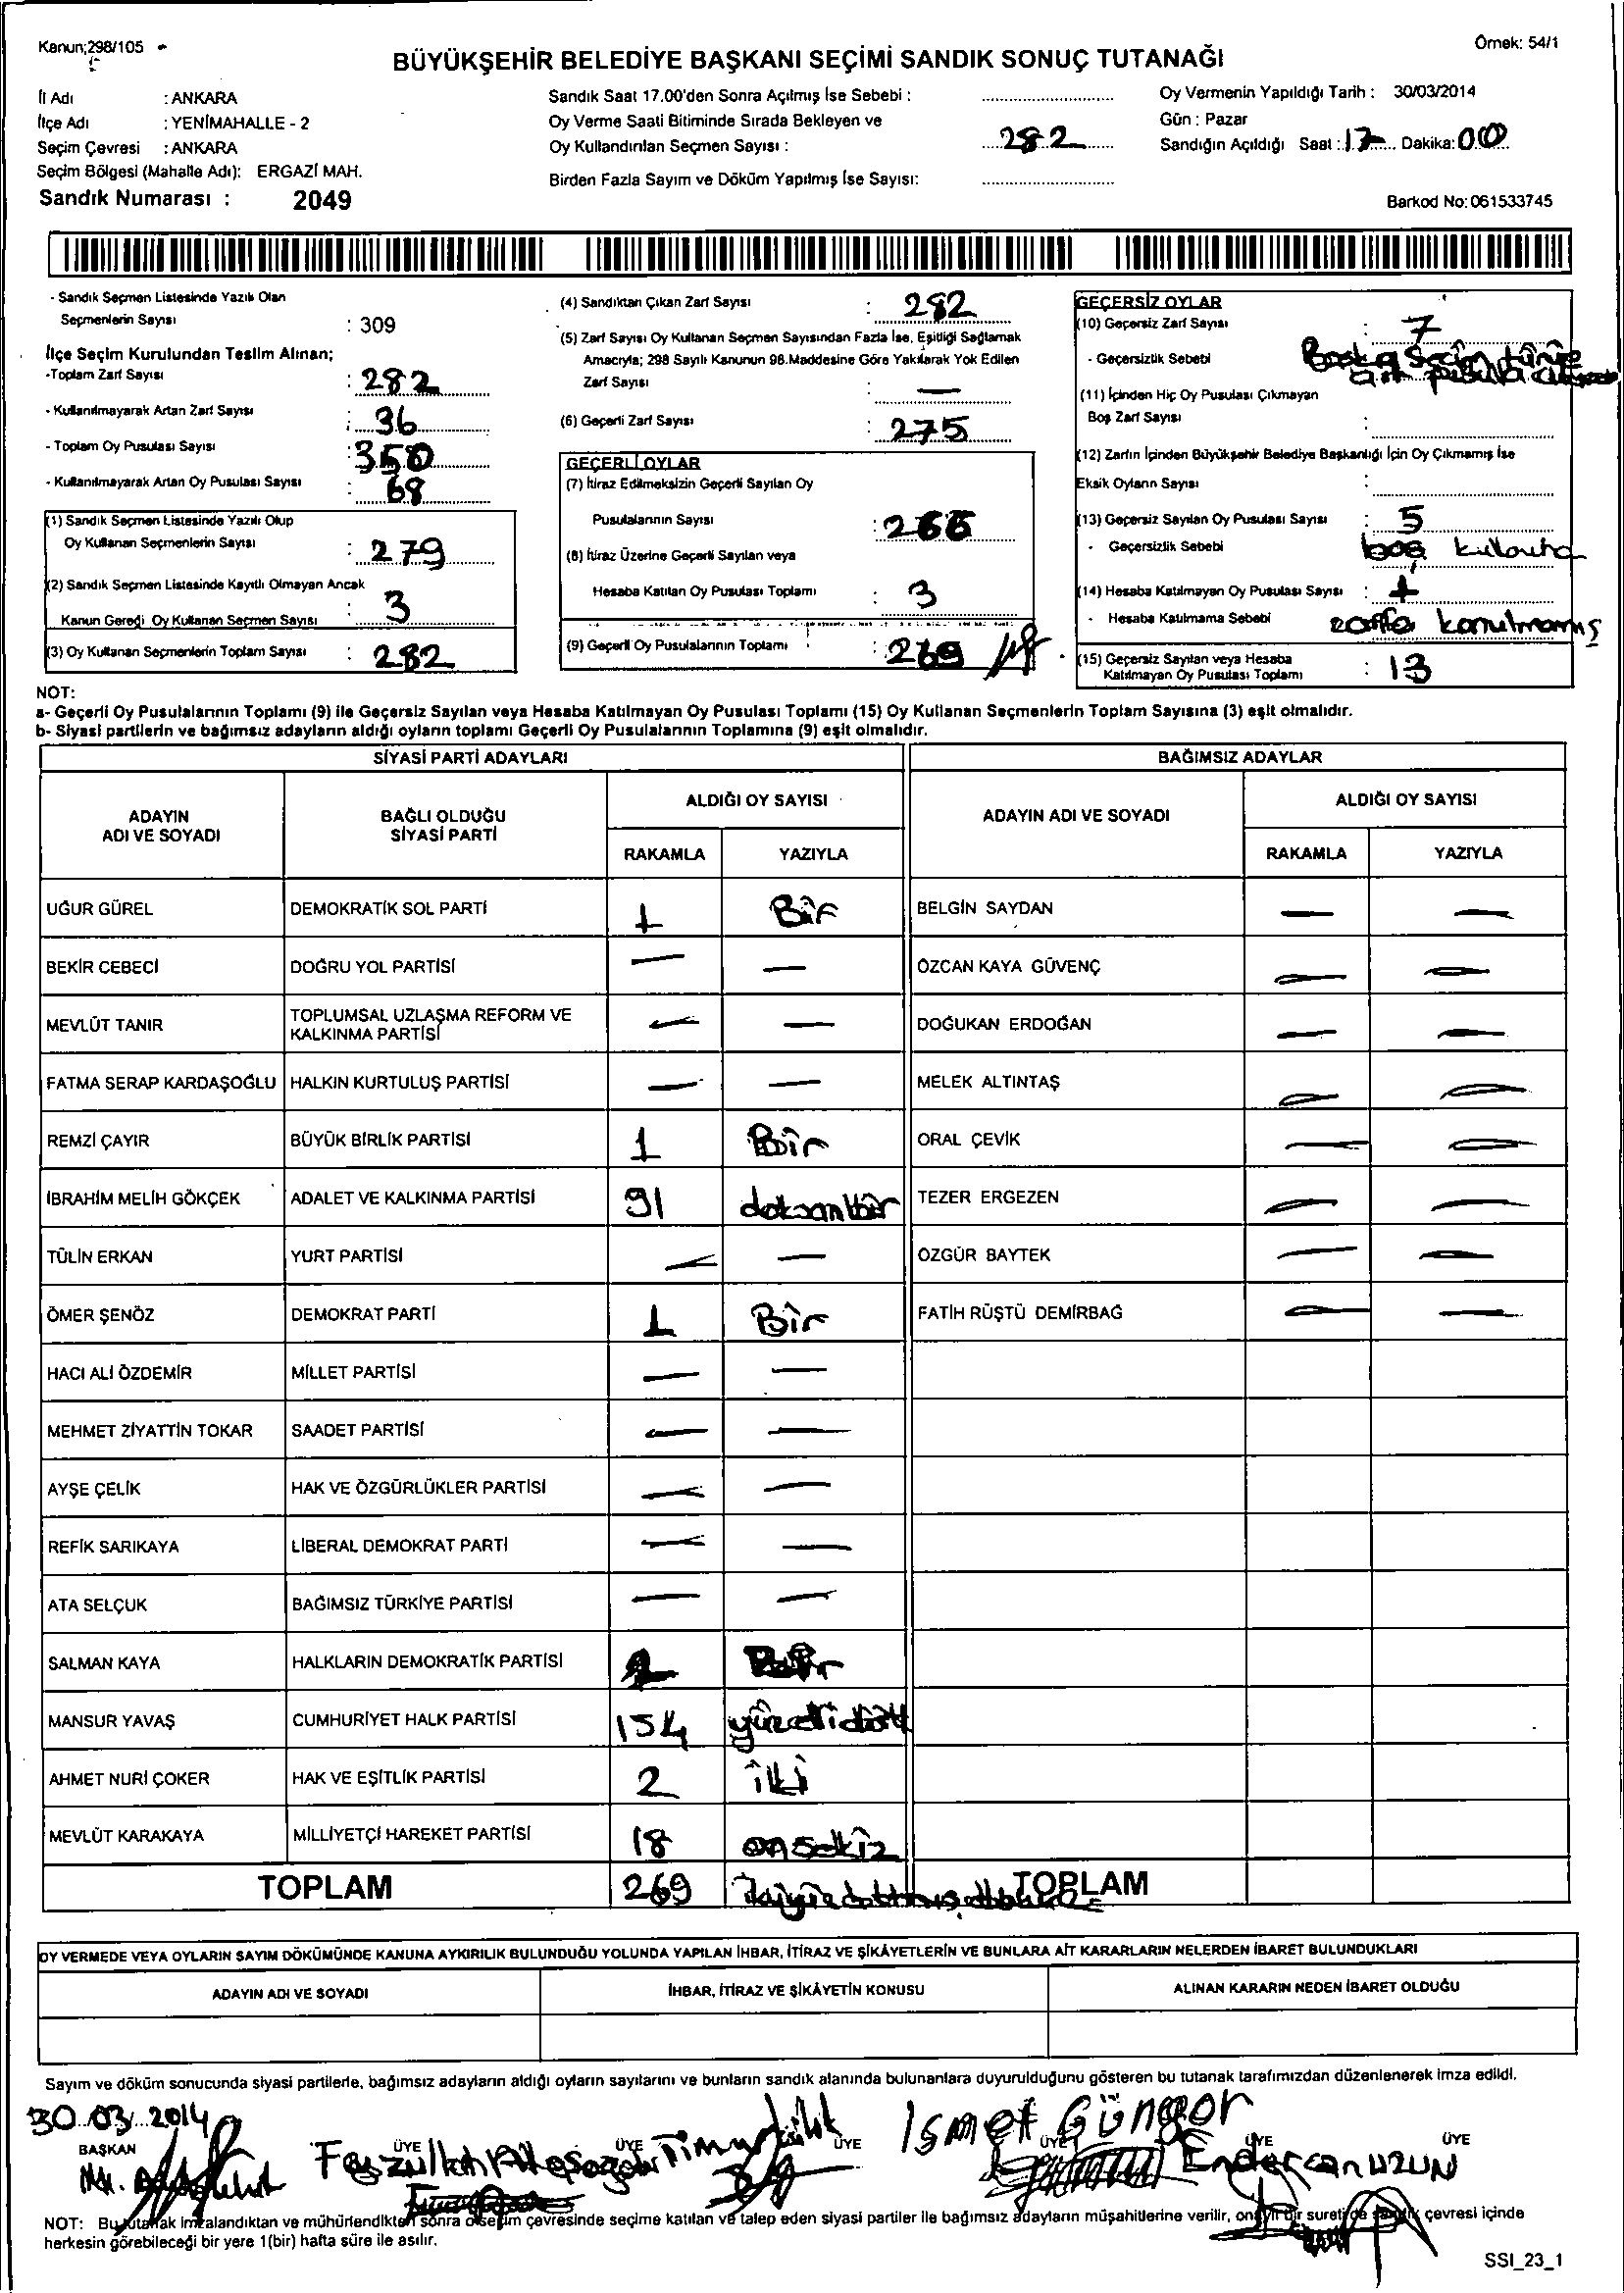 Kanun;298/105
Örnek: 54/1
BÜYÜKŞEHİR BELEDİYE BAŞKANI SEÇİMİ SANDIK SONUÇ TUTANAĞI
İl Adı : ANKARA
İlçe Adı : YENİMAHALLE - 2
Seçim Çevresi : ANKARA
Seçim Bölgesi (Mahalle Adı): ERGAZİ MAH.
Sandık Numarası : 2049
Sandık Saat 17.00'den Sonra Açılmış İse Sebebi :
Oy Verme Saati Bitiminde Sırada Bekleyen ve
Oy Kullandırılan Seçmen Sayısı : 282
Birden Fazla Sayım ve Döküm Yapılmış İse Sayısı:
Oy Vermenin Yapıldığı Tarih : 30/03/2014
Gün : Pazar
Sandığın Açıldığı Saat : 17 Dakika: 00
Barkod No: 061533745
- Sandık Seçmen Listesinde Yazılı Olan
Seçmenlerin Sayısı : 309
İlçe Seçim Kurulundan Teslim Alınan;
-Toplam Zarf Sayısı : 282
- Kullanılmayarak Artan Zarf Sayısı : 36
- Toplam Oy Pusulası Sayısı : 350
- Kullanılmayarak Artan Oy Pusulası Sayısı : 68
(1) Sandık Seçmen Listesinde Yazılı Olup
Oy Kullanan Seçmenlerin Sayısı : 279
(2) Sandık Seçmen Listesinde Kayıtlı Olmayan Ancak
Kanun Gereği Oy Kullanan Seçmen Sayısı : 3
(3) Oy Kullanan Seçmenlerin Toplam Sayısı : 282
(4) Sandıktan Çıkan Zarf Sayısı : 282
(5) Zarf Sayısı Oy Kullanan Seçmen Sayısından Fazla İse, Eşitliği Sağlamak
Amacıyla; 298 Sayılı Kanunun 98.Maddesine Göre Yakılarak Yok Edilen
Zarf Sayısı : —
(6) Geçerli Zarf Sayısı : 275
GEÇERLİ OYLAR
(7) İtiraz Edilmeksizin Geçerli Sayılan Oy
Pusulalarının Sayısı : 266
(8) İtiraz Üzerine Geçerli Sayılan veya
Hesaba Katılan Oy Pusulası Toplamı : 3
(9) Geçerli Oy Pusulalarının Toplamı : 269
GEÇERSİZ OYLAR
(10) Geçersiz Zarf Sayısı : 7
- Geçersizlik Sebebi Başka Seçim türüne
ait pusula
(11) İçinden Hiç Oy Pusulası Çıkmayan
Boş Zarf Sayısı :
(12) Zarfın İçinden Büyükşehir Belediye Başkanlığı İçin Oy Çıkmamış İse
Eksik Oyların Sayısı :
(13) Geçersiz Sayılan Oy Pusulası Sayısı : 5
- Geçersizlik Sebebi boş
(14) Hesaba Katılmayan Oy Pusulası Sayısı : 1
- Hesaba Katılmama Sebebi zarfa konulmamış
(15) Geçersiz Sayılan veya Hesaba
Katılmayan Oy Pusulası Toplamı : 13
NOT:
a- Geçerli Oy Pusulalarının Toplamı (9) ile Geçersiz Sayılan veya Hesaba Katılmayan Oy Pusulası Toplamı (15) Oy Kullanan Seçmenlerin Toplam Sayısına (3) eşit olmalıdır.
b- Siyasi partilerin ve bağımsız adayların aldığı oyların toplamı Geçerli Oy Pusulalarının Toplamına (9) eşit olmalıdır.
SİYASİ PARTİ ADAYLARI
BAĞIMSIZ ADAYLAR
ADAYIN ADI VE SOYADI
BAĞLI OLDUĞU SİYASİ PARTİ
ALDIĞI OY SAYISI
RAKAMLA YAZIYLA
ADAYIN ADI VE SOYADI
ALDIĞI OY SAYISI
RAKAMLA YAZIYLA
UĞUR GÜREL DEMOKRATİK SOL PARTİ 1 Bir BELGİN SAYDAN — —
BEKİR CEBECİ DOĞRU YOL PARTİSİ — — ÖZCAN KAYA GÜVENÇ — —
MEVLÜT TANIR TOPLUMSAL UZLAŞMA REFORM VE KALKINMA PARTİSİ — — DOĞUKAN ERDOĞAN — —
FATMA SERAP KARDAŞOĞLU HALKIN KURTULUŞ PARTİSİ — — MELEK ALTINTAŞ — —
REMZİ ÇAYIR BÜYÜK BİRLİK PARTİSİ 1 Bir ORAL ÇEVİK — —
İBRAHİM MELİH GÖKÇEK ADALET VE KALKINMA PARTİSİ 91 doksanbir TEZER ERGEZEN — —
TÜLİN ERKAN YURT PARTİSİ — — ÖZGÜR BAYTEK — —
ÖMER ŞENÖZ DEMOKRAT PARTİ 1 Bir FATİH RÜŞTÜ DEMİRBAĞ — —
HACI ALİ ÖZDEMİR MİLLET PARTİSİ — —
MEHMET ZİYATTİN TOKAR SAADET PARTİSİ — —
AYŞE ÇELİK HAK VE ÖZGÜRLÜKLER PARTİSİ — —
REFİK SARIKAYA LİBERAL DEMOKRAT PARTİ — —
ATA SELÇUK BAĞIMSIZ TÜRKİYE PARTİSİ — —
SALMAN KAYA HALKLARIN DEMOKRATİK PARTİSİ
MANSUR YAVAŞ CUMHURİYET HALK PARTİSİ 154 yüzellidört
AHMET NURİ ÇOKER HAK VE EŞİTLİK PARTİSİ 2 iki
MEVLÜT KARAKAYA MİLLİYETÇİ HAREKET PARTİSİ 18 onsekiz
TOPLAM 269 TOPLAM
OY VERMEDE VEYA OYLARIN SAYIM DÖKÜMÜNDE KANUNA AYKIRILIK BULUNDUĞU YOLUNDA YAPILAN İHBAR, İTİRAZ VE ŞİKÂYETLERİN VE BUNLARA AİT KARARLARIN NELERDEN İBARET BULUNDUKLARI
ADAYIN ADI VE SOYADI İHBAR, İTİRAZ VE ŞİKÂYETİN KONUSU ALINAN KARARIN NEDEN İBARET OLDUĞU
Sayım ve döküm sonucunda siyasi partilerle, bağımsız adayların aldığı oyların sayılarını ve bunların sandık alanında bulunanlara duyurulduğunu gösteren bu tutanak tarafımızdan düzenlenerek imza edildi.
30.03.2014
İsmet Güngör
BAŞKAN ÜYE ÜYE ÜYE ÜYE ÜYE ÜYE
Endercan UZUN
NOT: Bu tutanak imzalandıktan ve mühürlendikten sonra o seçim çevresinde seçime katılan ve talep eden siyasi partiler ile bağımsız adayların müşahitlerine verilir, onaylı bir sureti de sandık çevresi içinde
herkesin görebileceği bir yere 1(bir) hafta süre ile asılır.
SSI_23_1